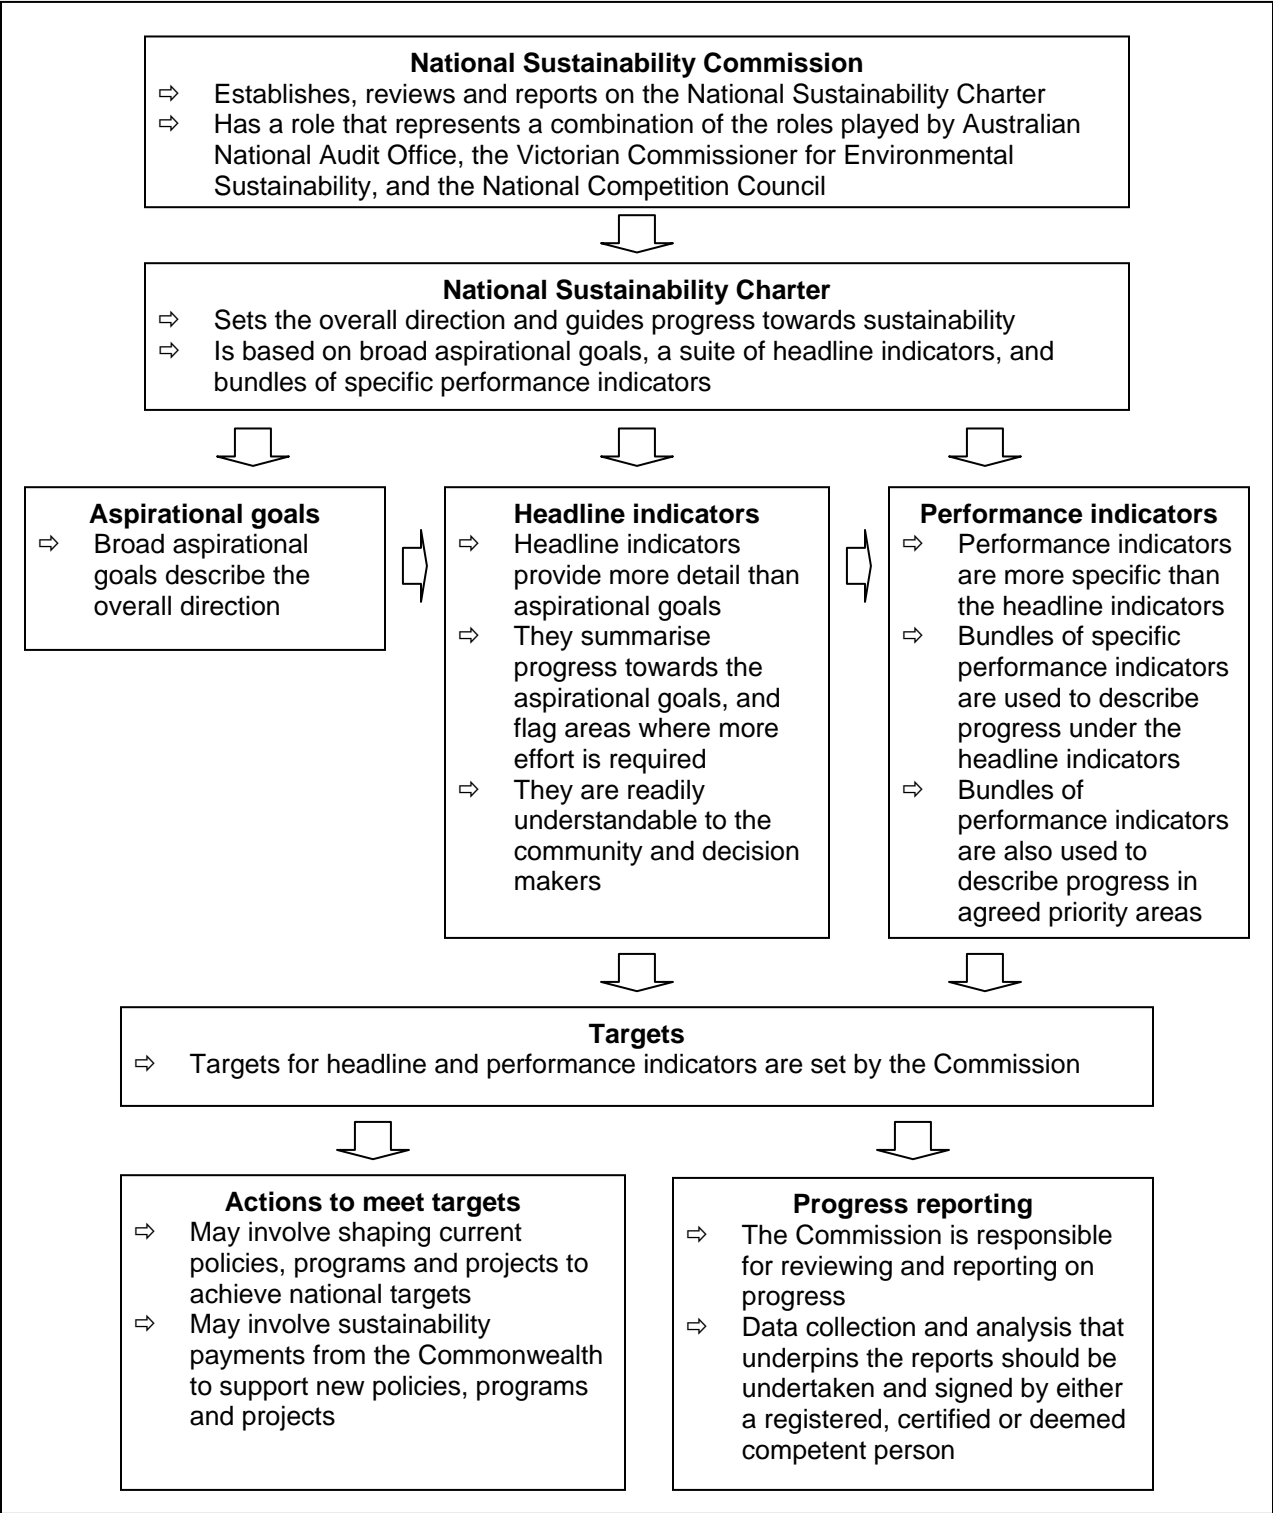 National Sustainability Commission
⇨ Establishes, reviews and reports on the National Sustainability Charter
⇨ Has a role that represents a combination of the roles played by Australian
National Audit Office, the Victorian Commissioner for Environmental
Sustainability, and the National Competition Council
National Sustainability Charter
⇨ Sets the overall direction and guides progress towards sustainability
⇨ Is based on broad aspirational goals, a suite of headline indicators, and
bundles of specific performance indicators
Aspirational goals
⇨ Broad aspirational
goals describe the
overall direction
Headline indicators
⇨ Headline indicators
provide more detail than
aspirational goals
⇨ They summarise
progress towards the
aspirational goals, and
flag areas where more
effort is required
⇨ They are readily
understandable to the
community and decision
makers
Performance indicators
⇨ Performance indicators
are more specific than
the headline indicators
⇨ Bundles of specific
performance indicators
are used to describe
progress under the
headline indicators
⇨ Bundles of
performance indicators
are also used to
describe progress in
agreed priority areas
Targets
⇨ Targets for headline and performance indicators are set by the Commission
Actions to meet targets
⇨ May involve shaping current
policies, programs and projects to
achieve national targets
⇨ May involve sustainability
payments from the Commonwealth
to support new policies, programs
and projects
Progress reporting
⇨ The Commission is responsible
for reviewing and reporting on
progress
⇨ Data collection and analysis that
underpins the reports should be
undertaken and signed by either
a registered, certified or deemed
competent person